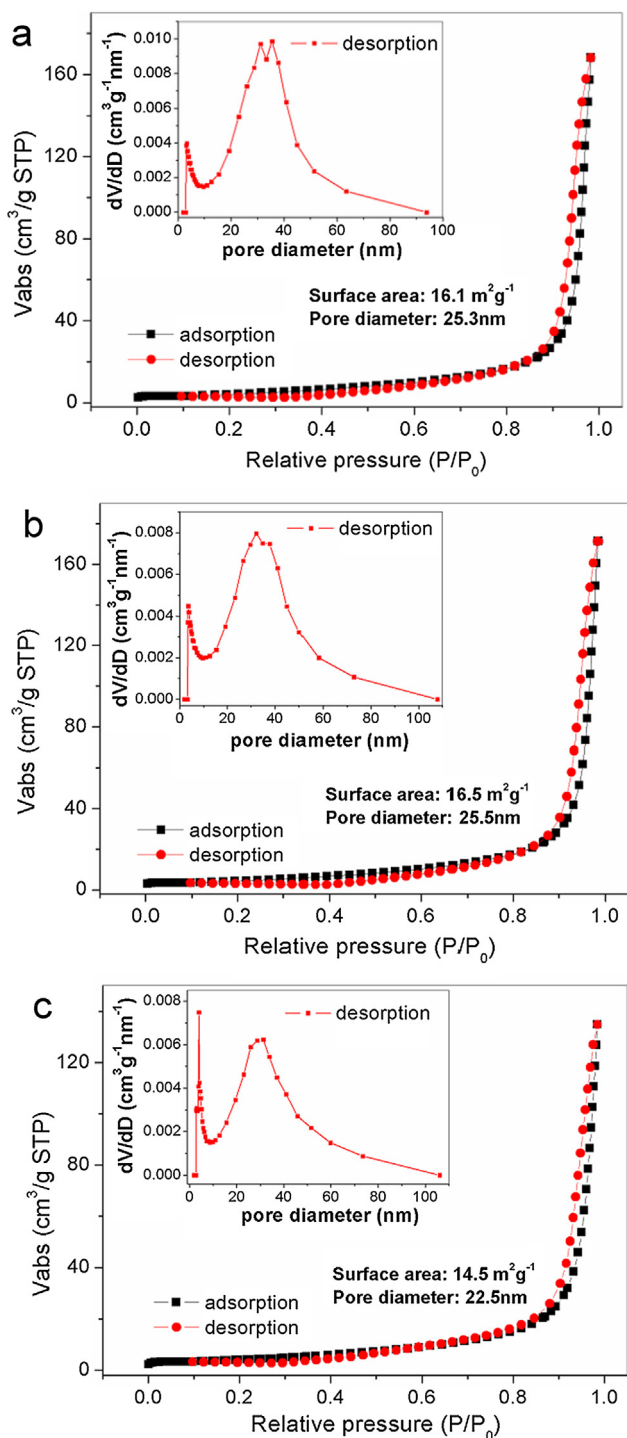 a
0.010
0.008
0.006
0.004
0.002
0.000
dV/dD (cm³g⁻¹nm⁻¹)
desorption
0 20 40 60 80 100
pore diameter (nm)
160
120
80
40
0
Vabs (cm³/g STP)
Surface area: 16.1 m²g⁻¹
Pore diameter: 25.3nm
adsorption
desorption
0.0 0.2 0.4 0.6 0.8 1.0
Relative pressure (P/P₀)
b
0.008
0.006
0.004
0.002
0.000
dV/dD (cm³g⁻¹nm⁻¹)
desorption
0 20 40 60 80 100
pore diameter (nm)
160
120
80
40
0
Vabs (cm³/g STP)
Surface area: 16.5 m²g⁻¹
Pore diameter: 25.5nm
adsorption
desorption
0.0 0.2 0.4 0.6 0.8 1.0
Relative pressure (P/P₀)
c
0.008
0.006
0.004
0.002
0.000
dV/dD (cm³g⁻¹nm⁻¹)
desorption
0 20 40 60 80 100
pore diameter (nm)
120
80
40
0
Vabs (cm³/g STP)
Surface area: 14.5 m²g⁻¹
Pore diameter: 22.5nm
adsorption
desorption
0.0 0.2 0.4 0.6 0.8 1.0
Relative pressure (P/P₀)